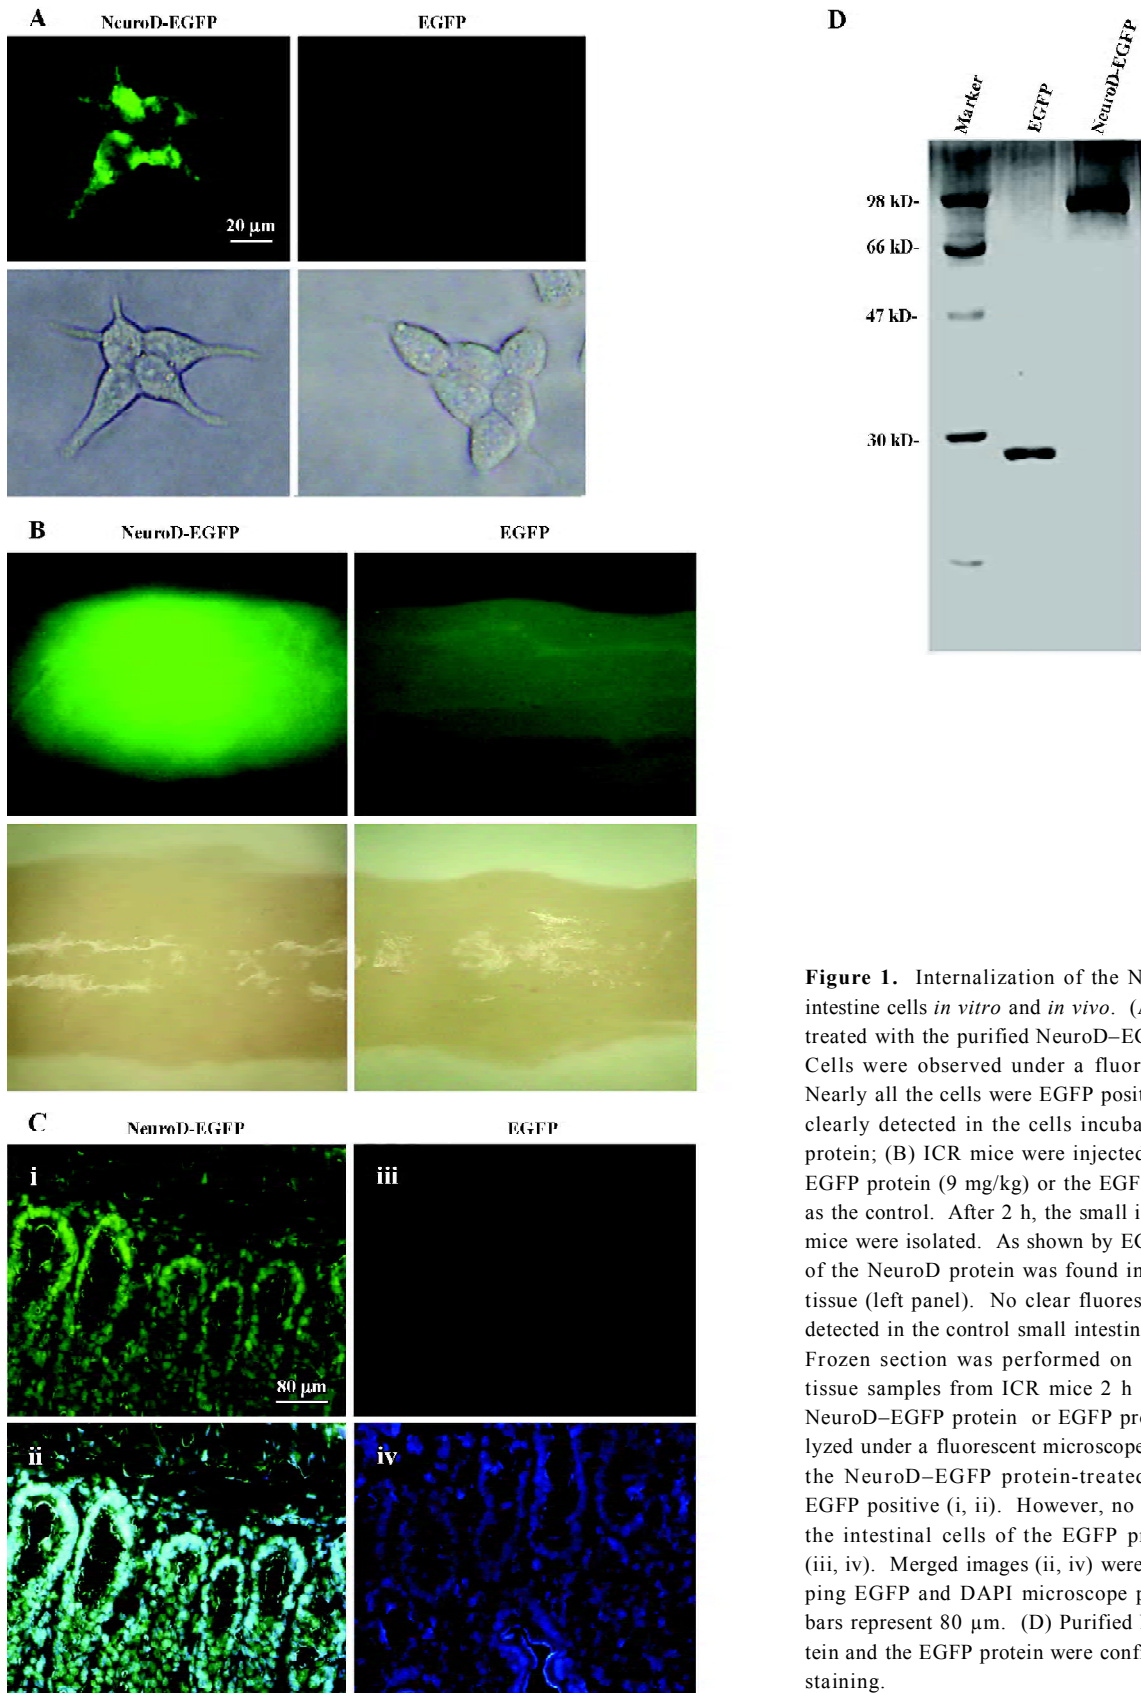 A
NeuroD-EGFP
EGFP
20 µm
B
NeuroD-EGFP
EGFP
C
NeuroD-EGFP
EGFP
i
iii
80 µm
ii
iv
D
Marker
EGFP
NeuroD-EGFP
98 kD-
66 kD-
47 kD-
30 kD-
Figure 1. Internalization of the N
intestine cells in vitro and in vivo. (A
treated with the purified NeuroD–EG
Cells were observed under a fluor
Nearly all the cells were EGFP posit
clearly detected in the cells incuba
protein; (B) ICR mice were injected
EGFP protein (9 mg/kg) or the EGF
as the control. After 2 h, the small i
mice were isolated. As shown by EG
of the NeuroD protein was found in
tissue (left panel). No clear fluores
detected in the control small intestin
Frozen section was performed on
tissue samples from ICR mice 2 h
NeuroD–EGFP protein or EGFP pro
lyzed under a fluorescent microscope
the NeuroD–EGFP protein-treated
EGFP positive (i, ii). However, no
the intestinal cells of the EGFP p
(iii, iv). Merged images (ii, iv) were
ping EGFP and DAPI microscope p
bars represent 80 µm. (D) Purified
tein and the EGFP protein were confi
staining.